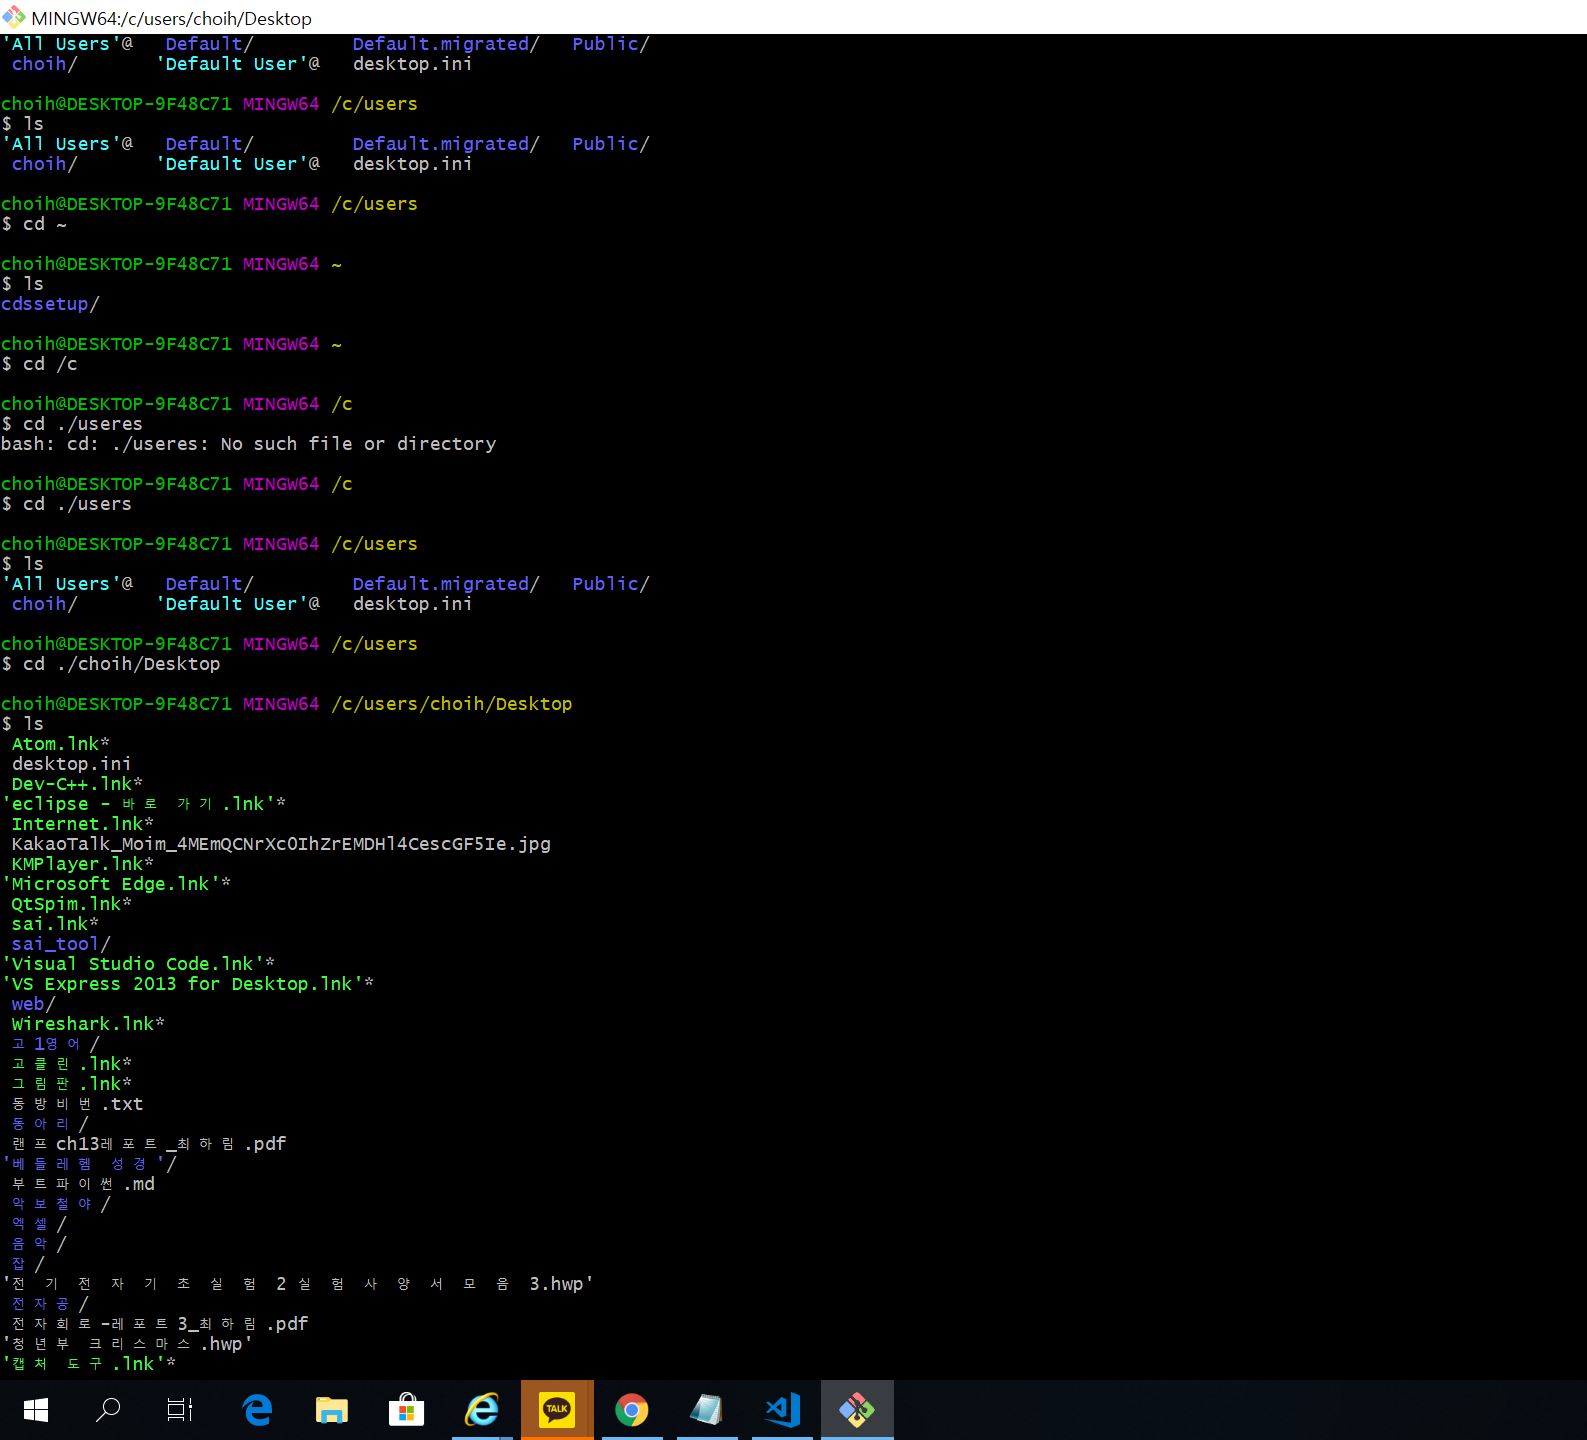 MINGW64:/c/users/choih/Desktop
'All Users'@   Default/         Default.migrated/   Public/
 choih/       'Default User'@   desktop.ini
choih@DESKTOP-9F48C71 MINGW64 /c/users
$ ls
'All Users'@   Default/         Default.migrated/   Public/
 choih/       'Default User'@   desktop.ini
choih@DESKTOP-9F48C71 MINGW64 /c/users
$ cd ~
choih@DESKTOP-9F48C71 MINGW64 ~
$ ls
cdssetup/
choih@DESKTOP-9F48C71 MINGW64 ~
$ cd /c
choih@DESKTOP-9F48C71 MINGW64 /c
$ cd ./useres
bash: cd: ./useres: No such file or directory
choih@DESKTOP-9F48C71 MINGW64 /c
$ cd ./users
choih@DESKTOP-9F48C71 MINGW64 /c/users
$ ls
'All Users'@   Default/         Default.migrated/   Public/
 choih/       'Default User'@   desktop.ini
choih@DESKTOP-9F48C71 MINGW64 /c/users
$ cd ./choih/Desktop
choih@DESKTOP-9F48C71 MINGW64 /c/users/choih/Desktop
$ ls
 Atom.lnk*
 desktop.ini
 Dev-C++.lnk*
'eclipse - 바로 가기.lnk'*
 Internet.lnk*
 KakaoTalk_Moim_4MEmQCNrXc0IhZrEMDHl4CescGF5Ie.jpg
 KMPlayer.lnk*
'Microsoft Edge.lnk'*
 QtSpim.lnk*
 sai.lnk*
 sai_tool/
'Visual Studio Code.lnk'*
'VS Express 2013 for Desktop.lnk'*
 web/
 Wireshark.lnk*
 고1영어/
 고클린.lnk*
 그림판.lnk*
 동방비번.txt
 동아리/
 랜프ch13레포트_최하림.pdf
'베들레헴 성경'/
 부트파이썬.md
 악보철야/
 엑셀/
 음악/
 잡/
'전 기 전 자 기 초 실 험 2 실 험 사 양 서 모 음 3.hwp'
 전자공/
 전자회로-레포트3_최하림.pdf
'청년부 크리스마스.hwp'
'캡처 도구.lnk'*
TALK